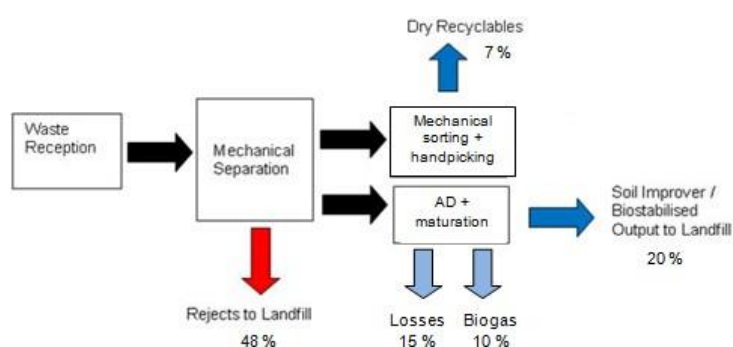 Dry Recyclables
7 %
Waste
Reception
Mechanical
Separation
Mechanical
sorting +
handpicking
AD +
maturation
Soil Improver /
Biostabilised
Output to Landfill
20 %
Rejects to Landfill
48 %
Losses
15 %
Biogas
10 %